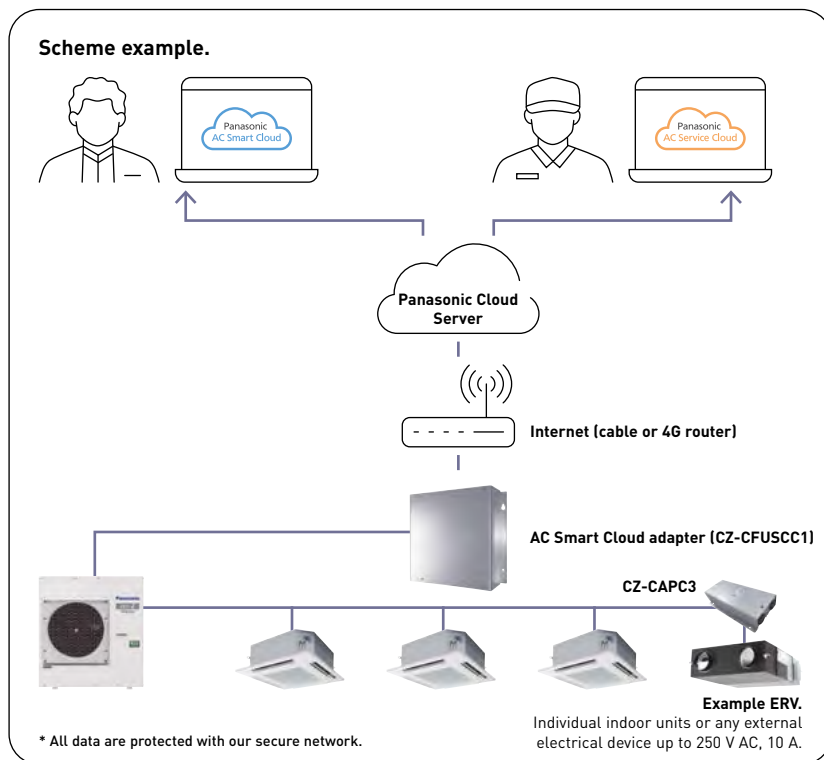 Scheme example.
Panasonic
AC Smart Cloud
Panasonic
AC Service Cloud
Panasonic Cloud
Server
Internet (cable or 4G router)
AC Smart Cloud adapter (CZ-CFUSCC1)
CZ-CAPC3
Panasonic
Example ERV.
Individual indoor units or any external
electrical device up to 250 V AC, 10 A.
* All data are protected with our secure network.